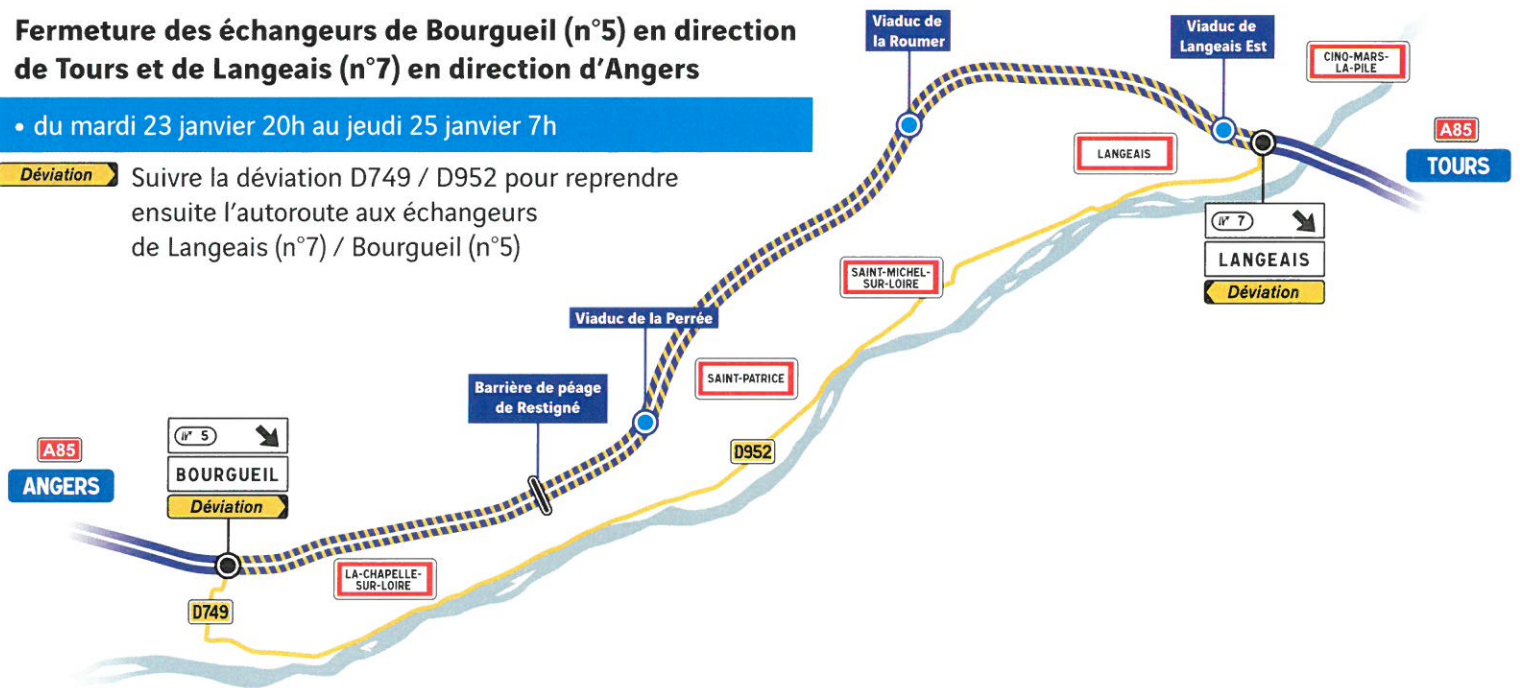 Fermeture des échangeurs de Bourgueil (n°5) en direction
de Tours et de Langeais (n°7) en direction d'Angers
• du mardi 23 janvier 20h au jeudi 25 janvier 7h
Déviation
Suivre la déviation D749 / D952 pour reprendre
ensuite l'autoroute aux échangeurs
de Langeais (n°7) / Bourgueil (n°5)
Viaduc de
la Roumer
Viaduc de
Langeais Est
CINQ-MARS-
LA-PILE
A85
TOURS
LANGEAIS
N° 7
LANGEAIS
Déviation
SAINT-MICHEL-
SUR-LOIRE
Viaduc de la Perrée
SAINT-PATRICE
Barrière de péage
de Restigné
D952
A85
ANGERS
N° 5
BOURGUEIL
Déviation
LA-CHAPELLE-
SUR-LOIRE
D749